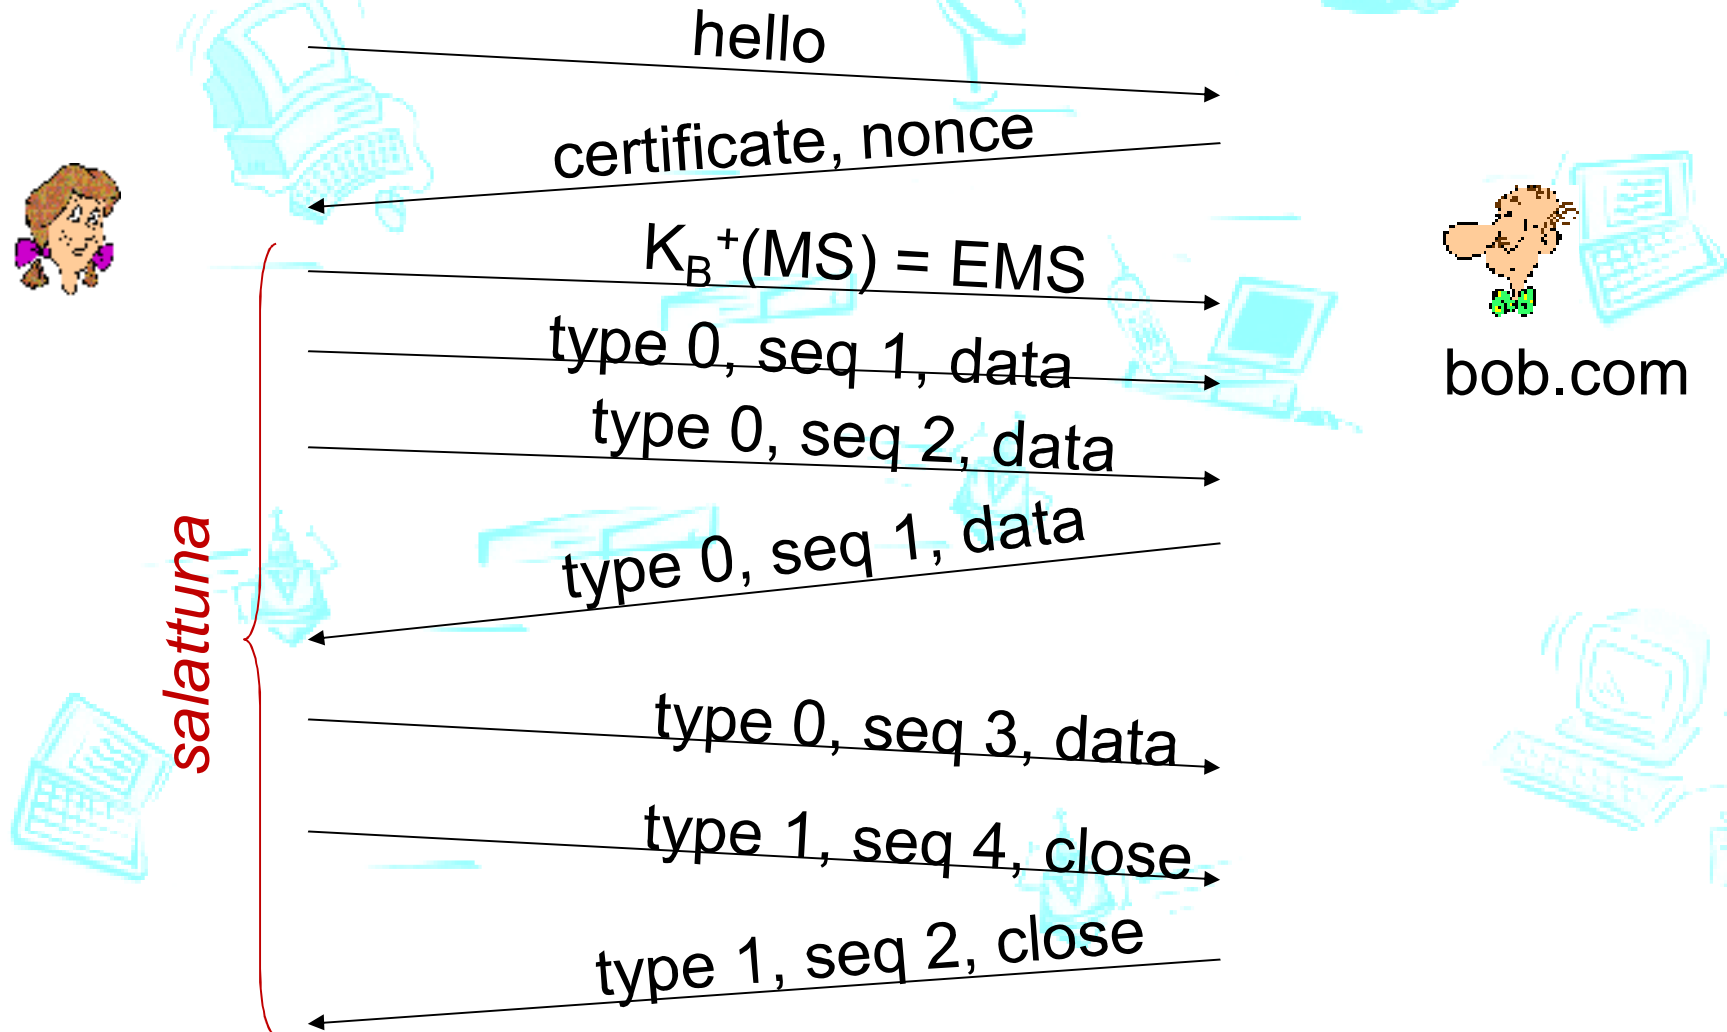 hello
certificate, nonce
K_B^+(MS) = EMS
type 0, seq 1, data
bob.com
type 0, seq 2, data
type 0, seq 1, data
salattuna
type 0, seq 3, data
type 1, seq 4, close
type 1, seq 2, close